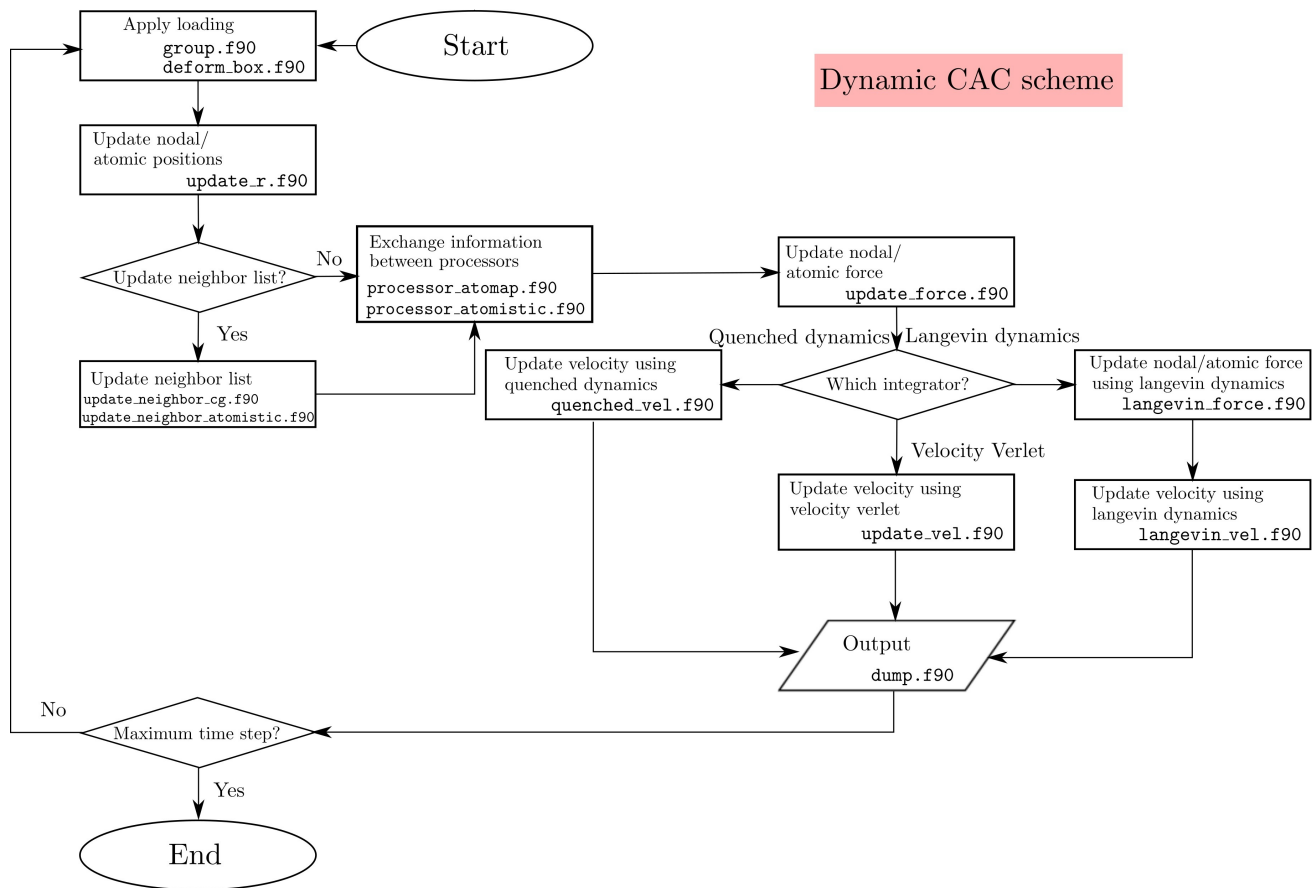 Apply loading
group.f90
deform_box.f90
Start
Dynamic CAC scheme
Update nodal/
atomic positions
update_r.f90
Update neighbor list?
No
Yes
Exchange information
between processors
processor_atomap.f90
processor_atomistic.f90
Update neighbor list
update_neighbor_cg.f90
update_neighbor_atomistic.f90
Update nodal/
atomic force
update_force.f90
Quenched dynamics
Langevin dynamics
Which integrator?
Update velocity using
quenched dynamics
quenched_vel.f90
Update nodal/atomic force
using langevin dynamics
langevin_force.f90
Velocity Verlet
Update velocity using
velocity verlet
update_vel.f90
Update velocity using
langevin dynamics
langevin_vel.f90
Output
dump.f90
No
Maximum time step?
Yes
End